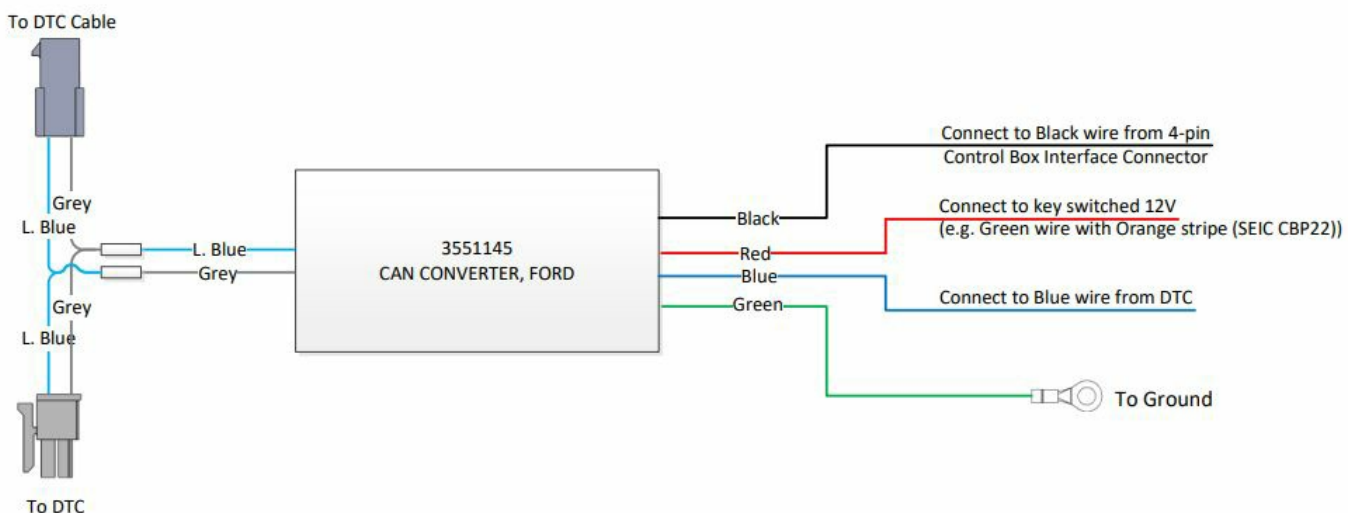 To DTC Cable
Grey
L. Blue
L. Blue
Grey
Grey
L. Blue
To DTC
3551145
CAN CONVERTER, FORD
Black
Red
Blue
Green
Connect to Black wire from 4-pin
Control Box Interface Connector
Connect to key switched 12V
(e.g. Green wire with Orange stripe (SEIC CBP22))
Connect to Blue wire from DTC
To Ground